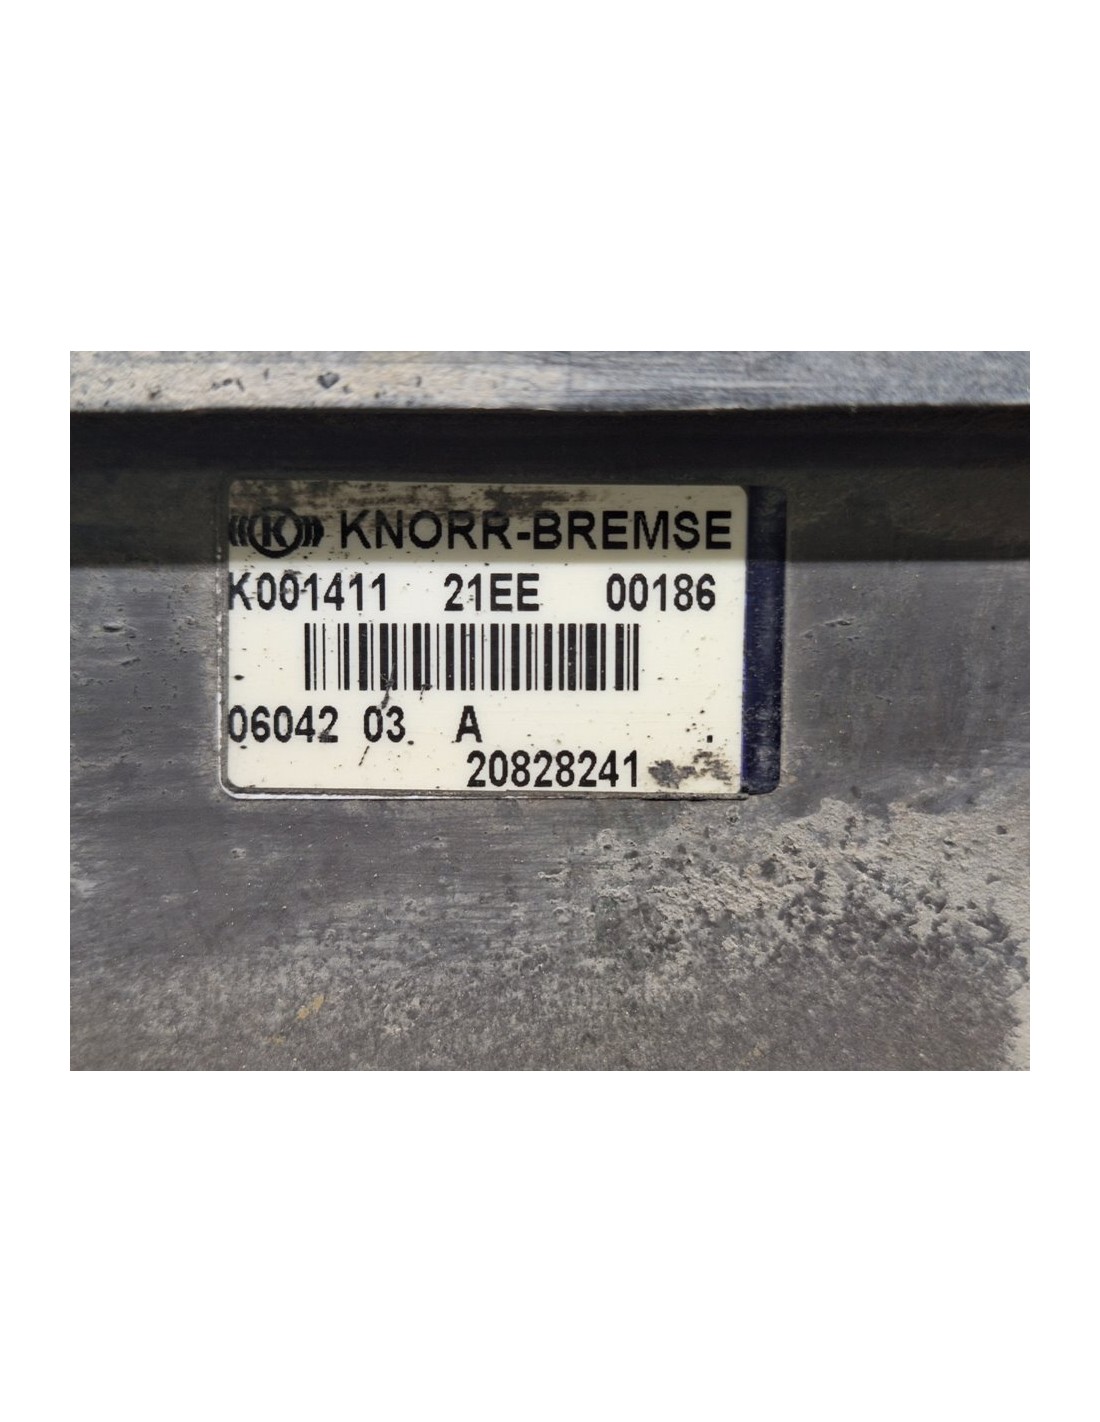 K KNORR-BREMSE
K001411 21EE 00186
06042 03 A .
20828241